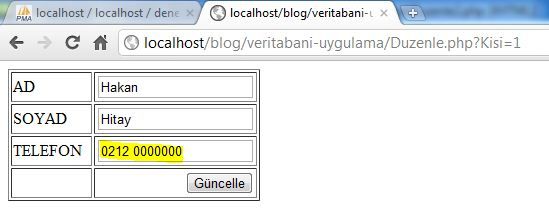 PMA localhost / localhost / dene
localhost/blog/veritabani-u
localhost/blog/veritabani-uygulama/Duzenle.php?Kisi=1
AD Hakan
SOYAD Hitay
TELEFON 0212 0000000
Güncelle